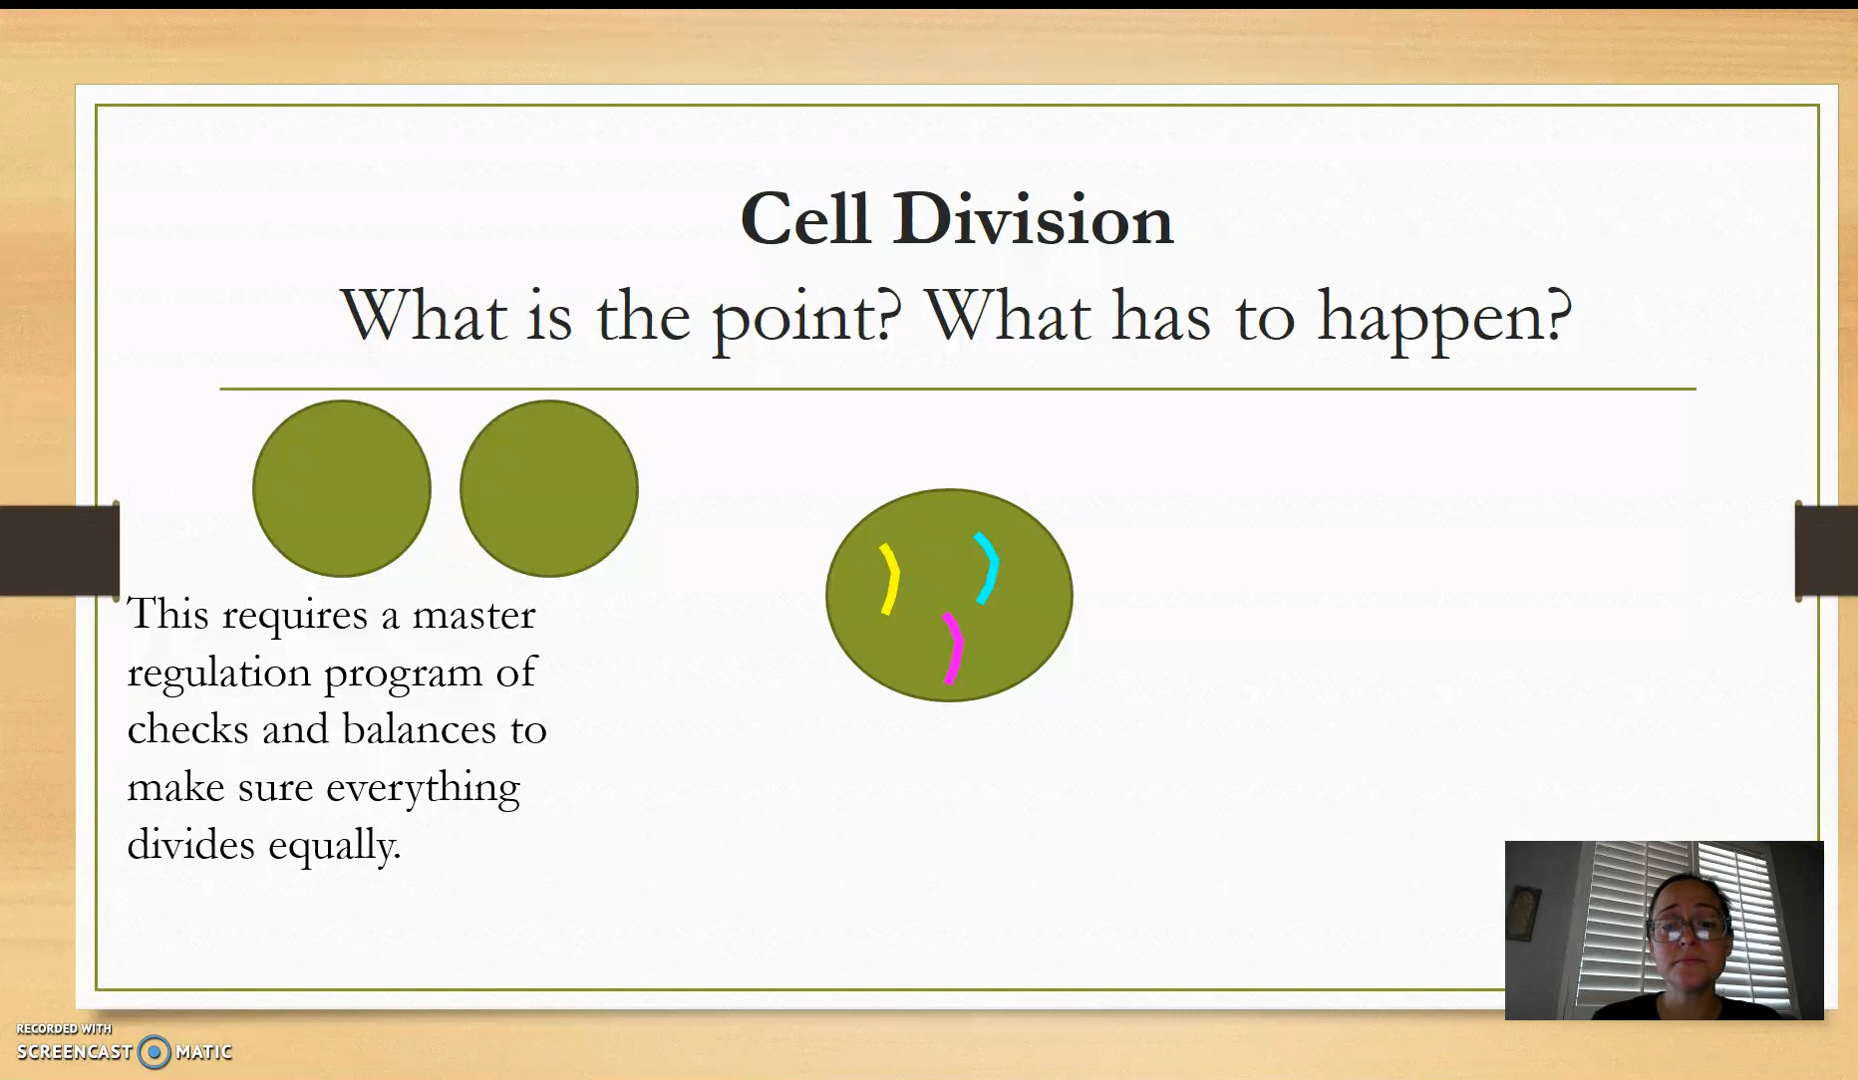 Cell Division
What is the point? What has to happen?
This requires a master
regulation program of
checks and balances to
make sure everything
divides equally.
RECORDED WITH
SCREENCAST MATIC